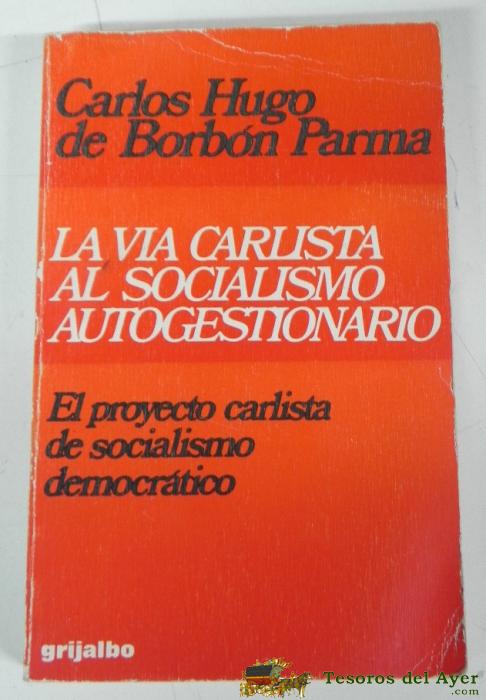 Carlos Hugo
de Borbón Parma
LA VIA CARLISTA
AL SOCIALISMO
AUTOGESTIONARIO
El proyecto carlista
de socialismo
democrático
grijalbo
Tesoros del Ayer
.com